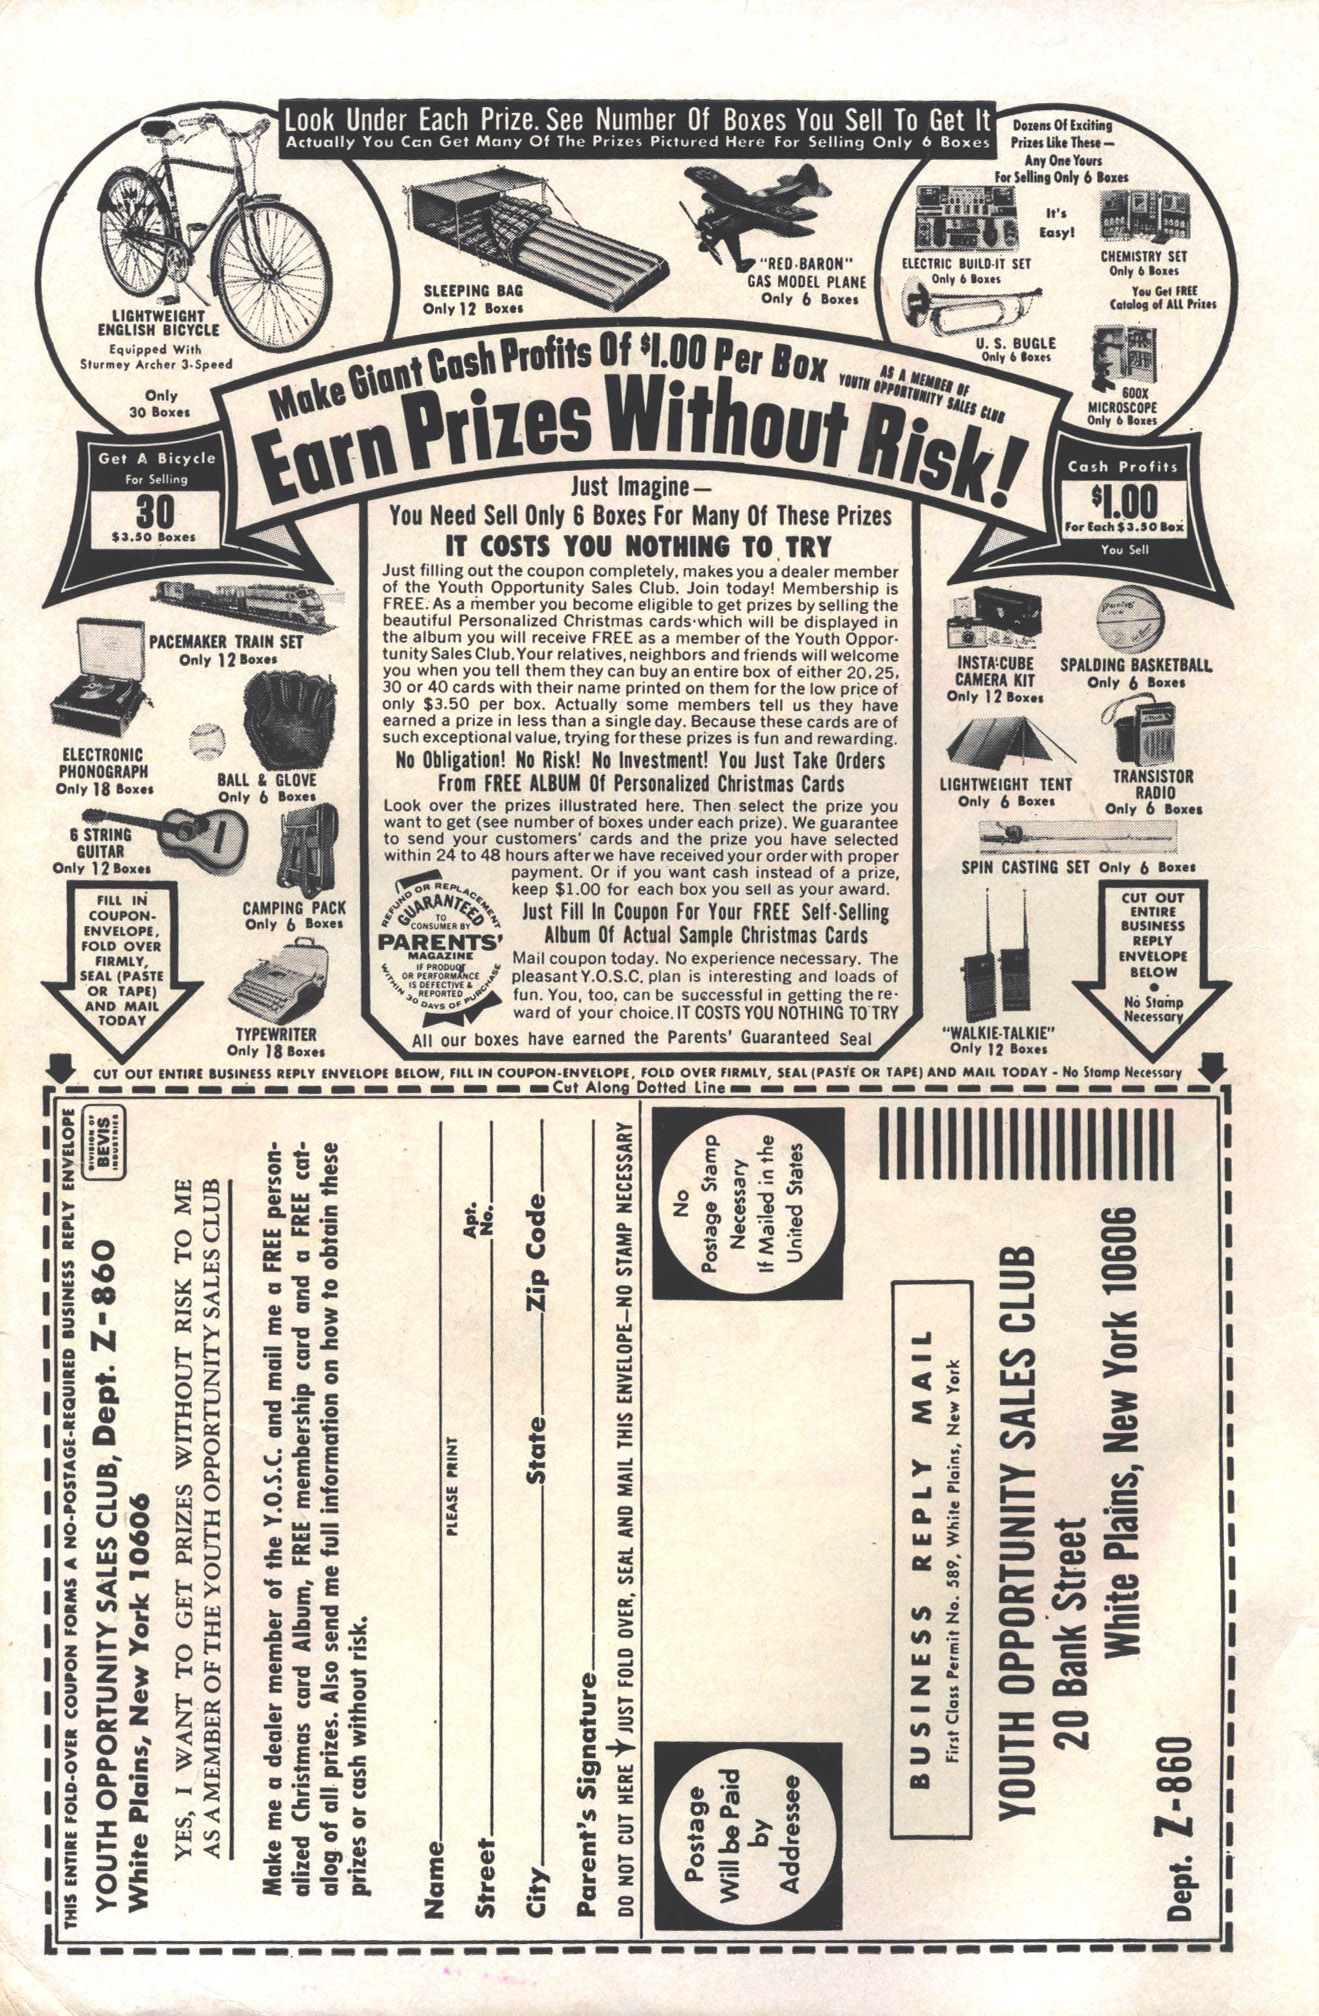 Look Under Each Prize. See Number Of Boxes You Sell To Get It
Actually You Can Get Many Of The Prizes Pictured Here For Selling Only 6 Boxes
LIGHTWEIGHT
ENGLISH BICYCLE
Equipped With
Sturmey Archer 3-Speed
Only
30 Boxes
SLEEPING BAG
Only 12 Boxes
"RED-BARON"
GAS MODEL PLANE
Only 6 Boxes
Dozens Of Exciting
Prizes Like These —
Any One Yours
For Selling Only 6 Boxes
It's
Easy!
ELECTRIC BUILD-IT SET
Only 6 Boxes
CHEMISTRY SET
Only 6 Boxes
You Get FREE
Catalog of ALL Prizes
U. S. BUGLE
Only 6 Boxes
600X
MICROSCOPE
Only 6 Boxes
Make Giant Cash Profits Of $1.00 Per Box
AS A MEMBER OF
YOUTH OPPORTUNITY SALES CLUB
Earn Prizes Without Risk!
Get A Bicycle
For Selling
30
$3.50 Boxes
Cash Profits
$1.00
For Each $3.50 Box
You Sell
Just Imagine —
You Need Sell Only 6 Boxes For Many Of These Prizes
IT COSTS YOU NOTHING TO TRY
Just filling out the coupon completely, makes you a dealer member
of the Youth Opportunity Sales Club. Join today! Membership is
FREE. As a member you become eligible to get prizes by selling the
beautiful Personalized Christmas cards which will be displayed in
the album you will receive FREE as a member of the Youth Oppor-
tunity Sales Club. Your relatives, neighbors and friends will welcome
you when you tell them they can buy an entire box of either 20, 25,
30 or 40 cards with their name printed on them for the low price of
only $3.50 per box. Actually some members tell us they have
earned a prize in less than a single day. Because these cards are of
such exceptional value, trying for these prizes is fun and rewarding.
No Obligation! No Risk! No Investment! You Just Take Orders
From FREE ALBUM Of Personalized Christmas Cards
Look over the prizes illustrated here. Then select the prize you
want to get (see number of boxes under each prize). We guarantee
to send your customers' cards and the prize you have selected
within 24 to 48 hours after we have received your order with proper
payment. Or if you want cash instead of a prize,
keep $1.00 for each box you sell as your award.
Just Fill In Coupon For Your FREE Self-Selling
Album Of Actual Sample Christmas Cards
Mail coupon today. No experience necessary. The
pleasant Y.O.S.C. plan is interesting and loads of
fun. You, too, can be successful in getting the re-
ward of your choice. IT COSTS YOU NOTHING TO TRY
All our boxes have earned the Parents' Guaranteed Seal
REFUND OR REPLACEMENT
GUARANTEED
TO
CONSUMER BY
PARENTS'
MAGAZINE
IF PRODUCT
OR PERFORMANCE
IS DEFECTIVE &
REPORTED
WITHIN 30 DAYS OF PURCHASE
PACEMAKER TRAIN SET
Only 12 Boxes
ELECTRONIC
PHONOGRAPH
Only 18 Boxes
BALL & GLOVE
Only 6 Boxes
6 STRING
GUITAR
Only 12 Boxes
CAMPING PACK
Only 6 Boxes
TYPEWRITER
Only 18 Boxes
FILL IN
COUPON-
ENVELOPE,
FOLD OVER
FIRMLY,
SEAL (PASTE
OR TAPE)
AND MAIL
TODAY
INSTA-CUBE
CAMERA KIT
Only 12 Boxes
SPALDING BASKETBALL
Only 6 Boxes
LIGHTWEIGHT TENT
Only 6 Boxes
TRANSISTOR
RADIO
Only 6 Boxes
SPIN CASTING SET Only 6 Boxes
"WALKIE-TALKIE"
Only 12 Boxes
CUT OUT
ENTIRE
BUSINESS
REPLY
ENVELOPE
BELOW
•
No Stamp
Necessary
CUT OUT ENTIRE BUSINESS REPLY ENVELOPE BELOW, FILL IN COUPON-ENVELOPE, FOLD OVER FIRMLY, SEAL (PASTE OR TAPE) AND MAIL TODAY - No Stamp Necessary
Cut Along Dotted Line
THIS ENTIRE FOLD-OVER COUPON FORMS A NO-POSTAGE-REQUIRED BUSINESS REPLY ENVELOPE
YOUTH OPPORTUNITY SALES CLUB, Dept. Z-860
White Plains, New York 10606
DIVISION OF
BEVIS
INDUSTRIES
YES, I WANT TO GET PRIZES WITHOUT RISK TO ME
AS A MEMBER OF THE YOUTH OPPORTUNITY SALES CLUB
Make me a dealer member of the Y.O.S.C. and mail me a FREE person-
alized Christmas card Album, FREE membership card and a FREE cat-
alog of all prizes. Also send me full information on how to obtain these
prizes or cash without risk.
Name
PLEASE PRINT
Street Apt. No.
City State Zip Code
Parent's Signature
DO NOT CUT HERE JUST FOLD OVER, SEAL AND MAIL THIS ENVELOPE—NO STAMP NECESSARY
No
Postage Stamp
Necessary
If Mailed in the
United States
Postage
Will be Paid
by
Addressee
BUSINESS REPLY MAIL
First Class Permit No. 589, White Plains, New York
YOUTH OPPORTUNITY SALES CLUB
20 Bank Street
White Plains, New York 10606
Dept. Z-860